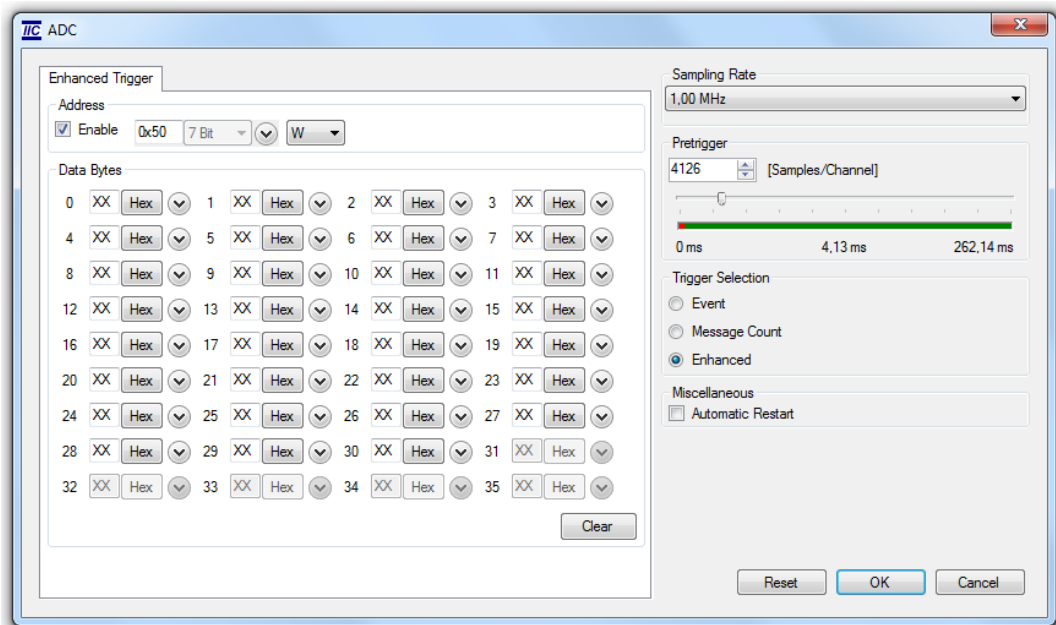 IIC ADC
Enhanced Trigger
Address
Enable 0x50 7 Bit W
Data Bytes
0 XX Hex 1 XX Hex 2 XX Hex 3 XX Hex
4 XX Hex 5 XX Hex 6 XX Hex 7 XX Hex
8 XX Hex 9 XX Hex 10 XX Hex 11 XX Hex
12 XX Hex 13 XX Hex 14 XX Hex 15 XX Hex
16 XX Hex 17 XX Hex 18 XX Hex 19 XX Hex
20 XX Hex 21 XX Hex 22 XX Hex 23 XX Hex
24 XX Hex 25 XX Hex 26 XX Hex 27 XX Hex
28 XX Hex 29 XX Hex 30 XX Hex 31 XX Hex
32 XX Hex 33 XX Hex 34 XX Hex 35 XX Hex
Clear
Sampling Rate
1,00 MHz
Pretrigger
4126 [Samples/Channel]
0 ms 4,13 ms 262,14 ms
Trigger Selection
Event
Message Count
Enhanced
Miscellaneous
Automatic Restart
Reset OK Cancel